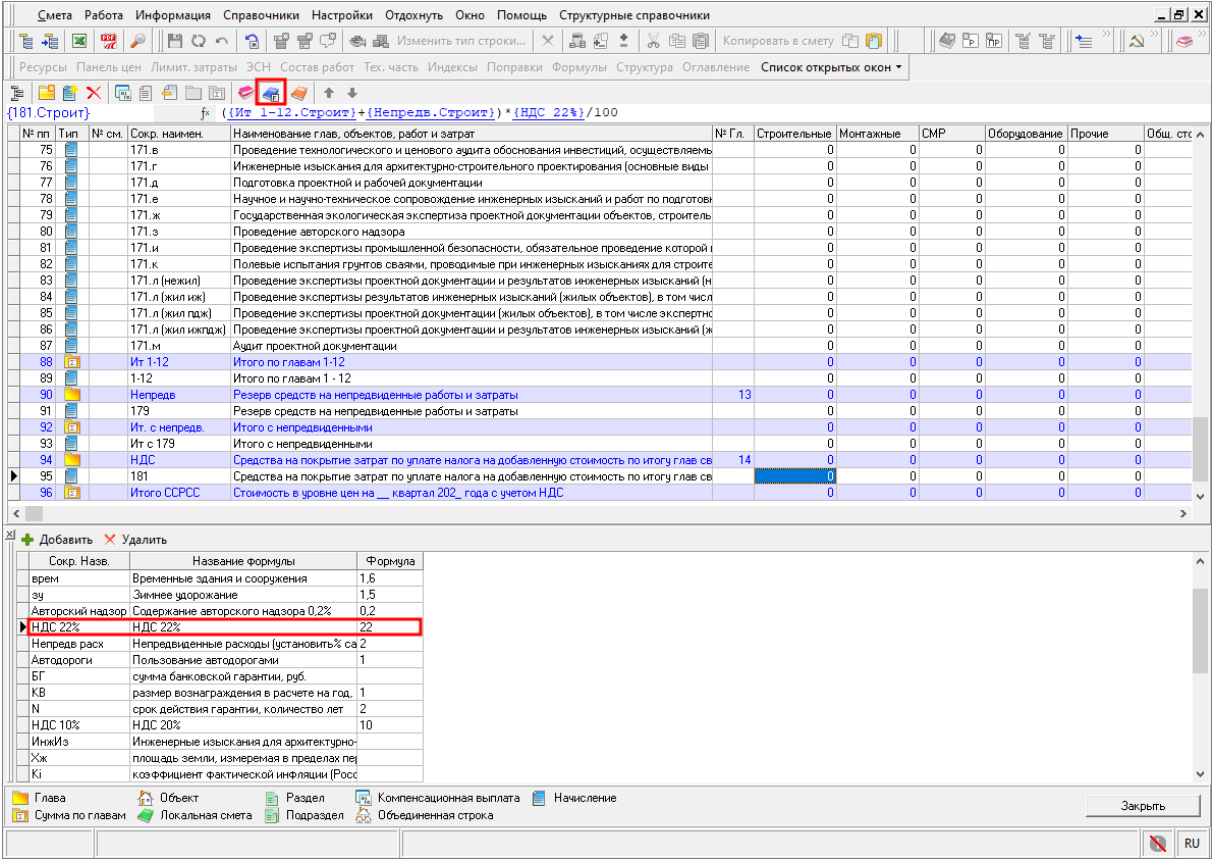 Смета Работа Информация Справочники Настройки Отдохнуть Окно Помощь Структурные справочники
Изменить тип строки... Копировать в смету
Ресурсы Панель цен Лимит. затраты ЭСН Состав работ Тех. часть Индексы Поправки Формулы Структура Оглавление Список открытых окон
{181.Строит} fx ({Ит 1-12.Строит}+{Непредв.Строит})*{НДС 22%}/100
№ пп Тип № см. Сокр. наимен. Наименование глав, объектов, работ и затрат № Гл. Строительные Монтажные СМР Оборудование Прочие Общ. сто
75 171.в Проведение технологического и ценового аудита обоснования инвестиций, осуществляемь 0 0 0 0 0
76 171.г Инженерные изыскания для архитектурно-строительного проектирования (основные виды 0 0 0 0 0
77 171.д Подготовка проектной и рабочей документации 0 0 0 0 0
78 171.е Научное и научно-техническое сопровождение инженерных изысканий и работ по подготовк 0 0 0 0 0
79 171.ж Государственная экологическая экспертиза проектной документации объектов, строитель 0 0 0 0 0
80 171.з Проведение авторского надзора 0 0 0 0 0
81 171.и Проведение экспертизы промышленной безопасности, обязательное проведение которой 0 0 0 0 0
82 171.к Полевые испытания грунтов сваями, проводимые при инженерных изысканиях для строите 0 0 0 0 0
83 171.л (нежил) Проведение экспертизы проектной документации и результатов инженерных изысканий (н 0 0 0 0 0
84 171.л (жил иж) Проведение экспертизы результатов инженерных изысканий (жилых объектов), в том числ 0 0 0 0 0
85 171.л (жил пдж) Проведение экспертизы проектной документации (жилых объектов), в том числе экспертно 0 0 0 0 0
86 171.л (жил ижпдж) Проведение экспертизы проектной документации и результатов инженерных изысканий (ж 0 0 0 0 0
87 171.м Аудит проектной документации 0 0 0 0 0
88 Ит 1-12 Итого по главам 1-12 0 0 0 0 0
89 1-12 Итого по главам 1 - 12 0 0 0 0 0
90 Непредв Резерв средств на непредвиденные работы и затраты 13 0 0 0 0 0
91 179 Резерв средств на непредвиденные работы и затраты 0 0 0 0 0
92 Ит. с непредв. Итого с непредвиденными 0 0 0 0 0
93 Ит с 179 Итого с непредвиденными 0 0 0 0 0
94 НДС Средства на покрытие затрат по уплате налога на добавленную стоимость по итогу глав св 14 0 0 0 0 0
95 181 Средства на покрытие затрат по уплате налога на добавленную стоимость по итогу глав св 0 0 0 0 0
96 Итого ССРСС Стоимость в уровне цен на __ квартал 202_ года с учетом НДС 0 0 0 0 0
Добавить Удалить
Сокр. Назв. Название формулы Формула
врем Временные здания и сооружения 1,6
зу Зимнее удорожание 1,5
Авторский надзор Содержание авторского надзора 0,2% 0,2
НДС 22% НДС 22% 22
Непредв расх Непредвиденные расходы (установить% са 2
Автодороги Пользование автодорогами 1
БГ сумма банковской гарантии, руб.
КВ размер вознаграждения в расчете на год, 1
N срок действия гарантии, количество лет 2
НДС 10% НДС 20% 10
ИнжИз Инженерные изыскания для архитектурно-
Хж площадь земли, измеремая в пределах пе
Ki коэффициент фактической инфляции (Росс
Глава Объект Раздел Компенсационная выплата Начисление
Сумма по главам Локальная смета Подраздел Объединенная строка
Закрыть
RU